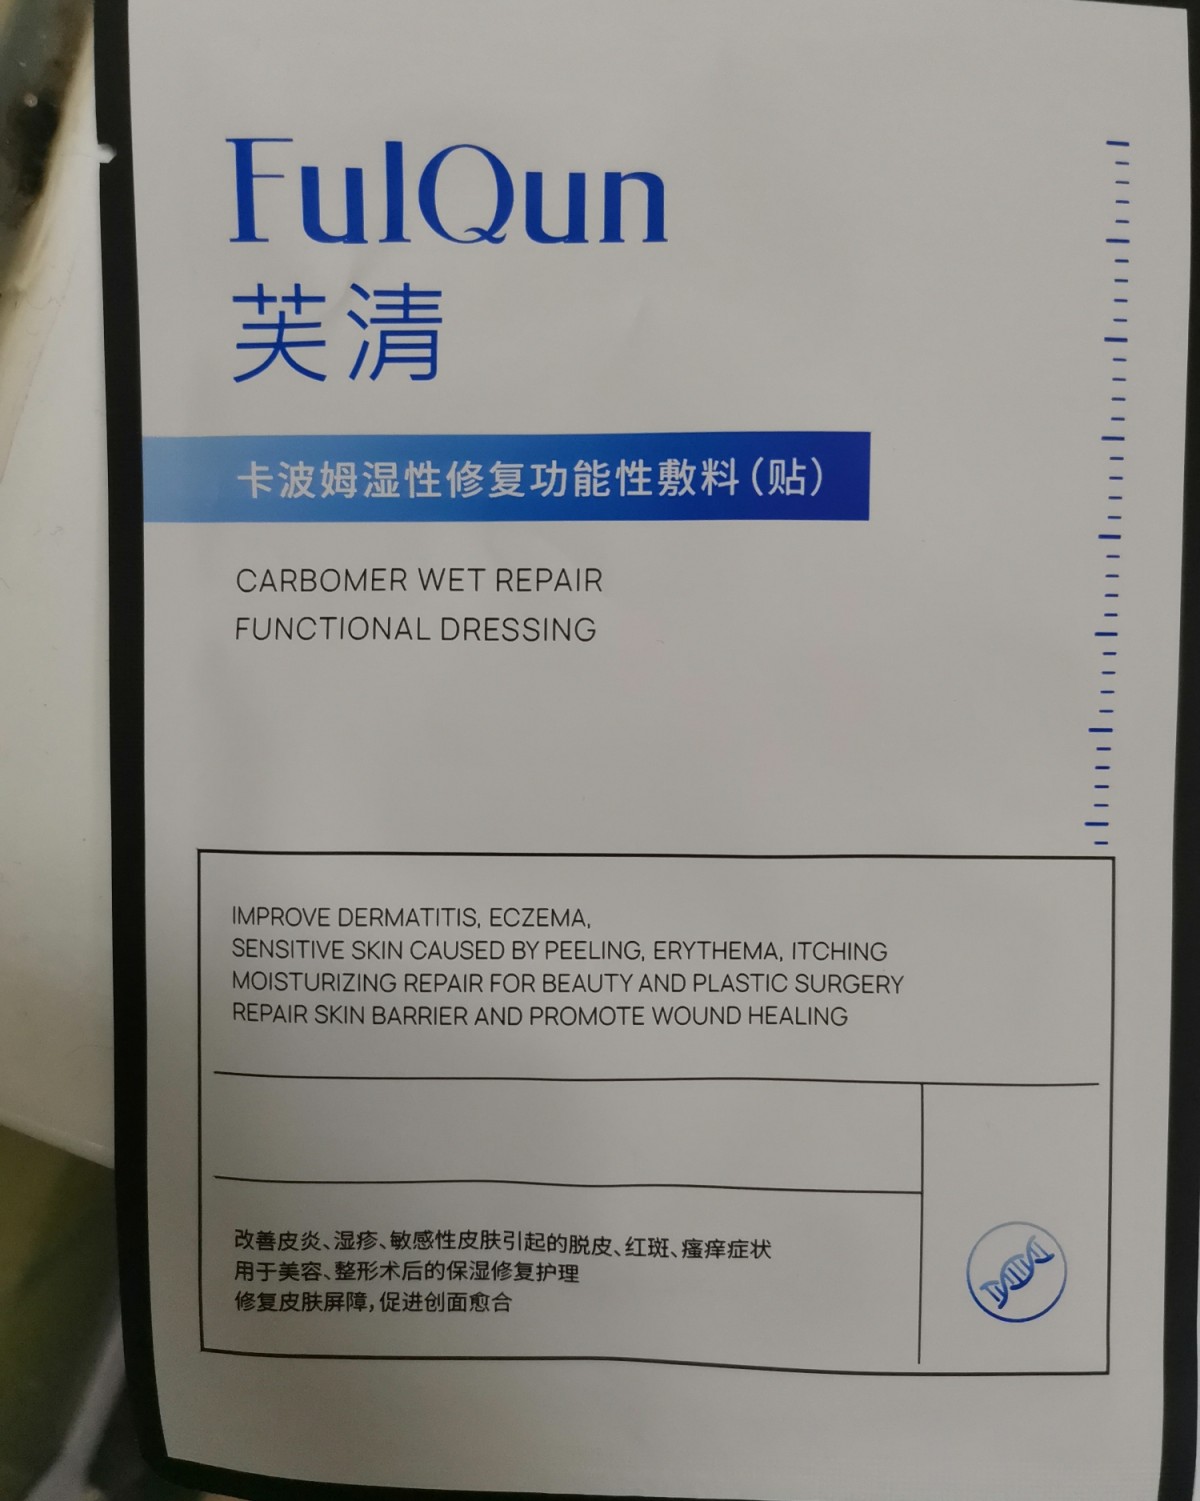 FulQun
芙清
卡波姆湿性修复功能性敷料（贴）
CARBOMER WET REPAIR
FUNCTIONAL DRESSING
IMPROVE DERMATITIS, ECZEMA,
SENSITIVE SKIN CAUSED BY PEELING, ERYTHEMA, ITCHING
MOISTURIZING REPAIR FOR BEAUTY AND PLASTIC SURGERY
REPAIR SKIN BARRIER AND PROMOTE WOUND HEALING
改善皮炎、湿疹、敏感性皮肤引起的脱皮、红斑、瘙痒症状
用于美容、整形术后的保湿修复护理
修复皮肤屏障，促进创面愈合